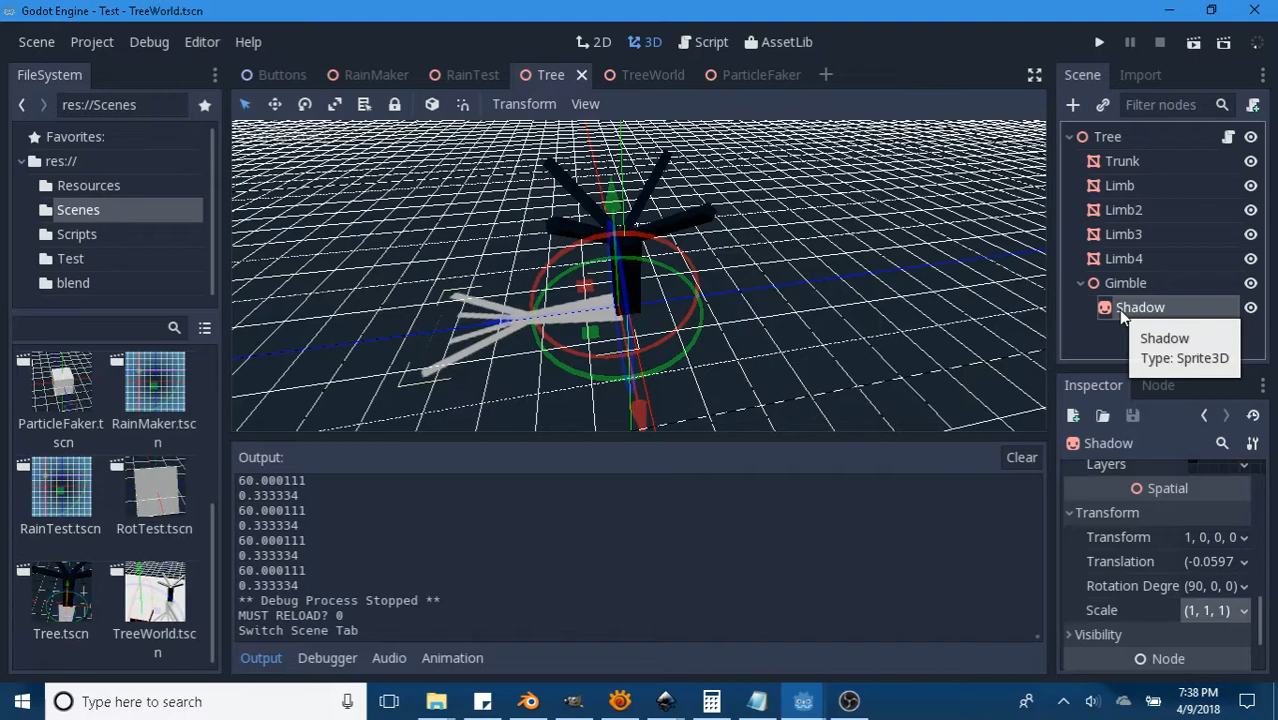 Godot Engine - Test - TreeWorld.tscn
Scene Project Debug Editor Help
2D 3D Script AssetLib
FileSystem
Buttons RainMaker RainTest Tree TreeWorld ParticleFaker
Scene Import
res://Scenes
Transform View
Filter nodes
Favorites:
res://
Resources
Scenes
Scripts
Test
blend
Tree
Trunk
Limb
Limb2
Limb3
Limb4
Gimble
Shadow
Shadow
Type: Sprite3D
ParticleFaker.t
scn
RainMaker.tsc
n
RainTest.tscn
RotTest.tscn
Tree.tscn
TreeWorld.tsc
n
Output:
Clear
60.000111
0.333334
60.000111
0.333334
60.000111
0.333334
60.000111
0.333334
** Debug Process Stopped **
MUST RELOAD? 0
Switch Scene Tab
Output Debugger Audio Animation
Inspector Node
Shadow
Layers
Spatial
Transform
Transform 1, 0, 0, 0
Translation (-0.0597
Rotation Degre (90, 0, 0)
Scale (1, 1, 1)
Visibility
Node
Type here to search
7:38 PM
4/9/2018